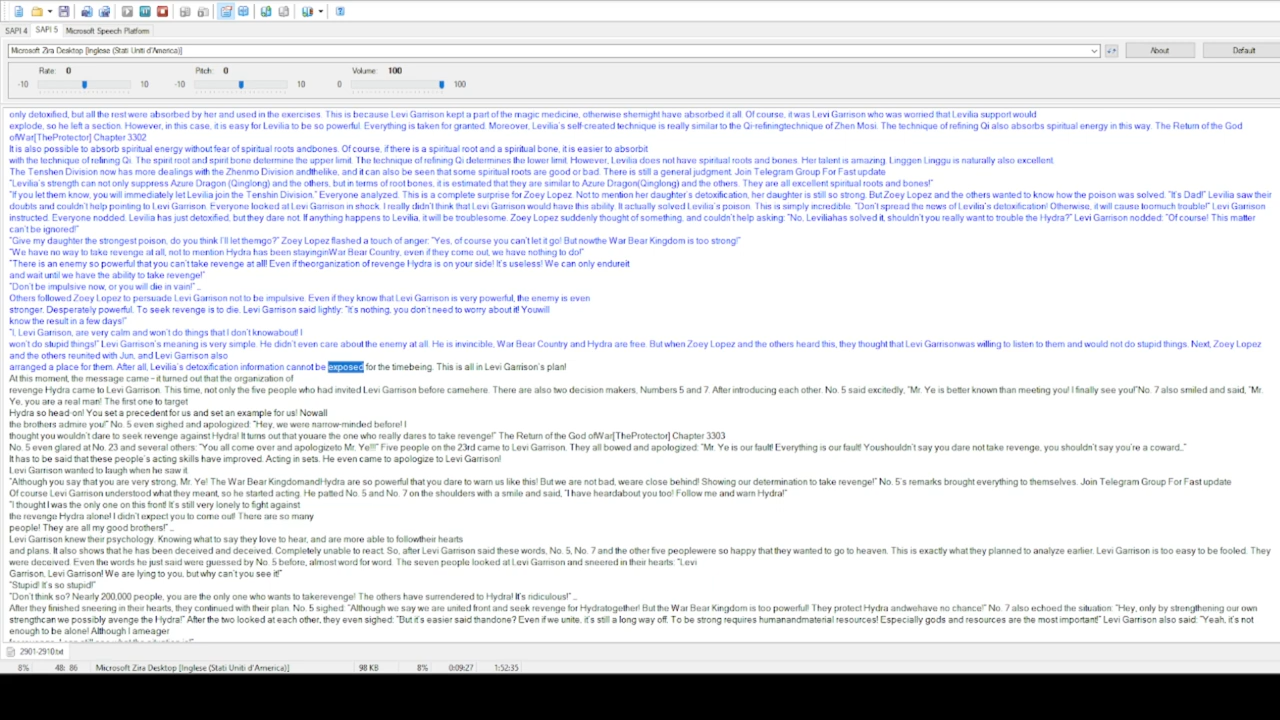 SAPI 4 SAPI 5 Microsoft Speech Platform
Microsoft Zira Desktop [Inglese (Stati Uniti d'America)] About Default
Rate: 0 Pitch: 0 Volume: 100
-10 10 -10 10 0 100
only detoxified, but all the rest were absorbed by her and used in the exercises. This is because Levi Garrison kept a part of the magic medicine, otherwise shemight have absorbed it all. Of course, it was Levi Garrison who was worried that Levilia support would
explode, so he left a section. However, in this case, it is easy for Levilia to be so powerful. Everything is taken for granted. Moreover, Levilia's self-created technique is really similar to the Qi-refiningtechnique of Zhen Mosi. The technique of refining Qi also absorbs spiritual energy in this way. The Return of the God
ofWar[TheProtector] Chapter 3302
It is also possible to absorb spiritual energy without fear of spiritual roots andbones. Of course, if there is a spiritual root and a spiritual bone, it is easier to absorbit
with the technique of refining Qi. The spirit root and spirit bone determine the upper limit. The technique of refining Qi determines the lower limit. However, Levilia does not have spiritual roots and bones. Her talent is amazing. Linggen Linggu is naturally also excellent.
The Tenshen Division now has more dealings with the Zhenmo Division andthelike, and it can also be seen that some spiritual roots are good or bad. There is still a general judgment. Join Telegram Group For Fast update
"Levilia's strength can not only suppress Azure Dragon (Qinglong) and the others, but in terms of root bones, it is estimated that they are similar to Azure Dragon(Qinglong) and the others. They are all excellent spiritual roots and bones!"
"If you let them know, you will immediately let Levilia join the Tenshin Division." Everyone analyzed. This is a complete surprise for Zoey Lopez. Not to mention her daughter's detoxification, her daughter is still so strong. But Zoey Lopez and the others wanted to know how the poison was solved. "It's Dad!" Levilia saw their
doubts and couldn't help pointing to Levi Garrison. Everyone looked at Levi Garrison in shock. I really didn't think that Levi Garrison would have this ability. It actually solved Levilia's poison. This is simply incredible. "Don't spread the news of Levilia's detoxification! Otherwise, it will cause toomuch trouble!" Levi Garrison
instructed. Everyone nodded. Levilia has just detoxified, but they dare not. If anything happens to Levilia, it will be troublesome. Zoey Lopez suddenly thought of something, and couldn't help asking: "No. Leviliahas solved it, shouldn't you really want to trouble the Hydra?" Levi Garrison nodded: "Of course! This matter
can't be ignored!"
"Give my daughter the strongest poison, do you think I'll let themgo?" Zoey Lopez flashed a touch of anger: "Yes, of course you can't let it go! But nowthe War Bear Kingdom is too strong!"
"We have no way to take revenge at all, not to mention Hydra has been stayinginWar Bear Country, even if they come out, we have nothing to do!"
"There is an enemy so powerful that you can't take revenge at all! Even if theorganization of revenge Hydra is on your side! It's useless! We can only endureit
and wait until we have the ability to take revenge!"
"Don't be impulsive now, or you will die in vain!" ..
Others followed Zoey Lopez to persuade Levi Garrison not to be impulsive. Even if they know that Levi Garrison is very powerful, the enemy is even
stronger. Desperately powerful. To seek revenge is to die. Levi Garrison said lightly: "It's nothing, you don't need to worry about it! Youwill
know the result in a few days!"
"I, Levi Garrison, are very calm and won't do things that I don't knowabout! I
won't do stupid things!" Levi Garrison's meaning is very simple. He didn't even care about the enemy at all. He is invincible, War Bear Country and Hydra are free. But when Zoey Lopez and the others heard this, they thought that Levi Garrisonwas willing to listen to them and would not do stupid things. Next, Zoey Lopez
and the others reunited with Jun, and Levi Garrison also
arranged a place for them. After all, Levilia's detoxification information cannot be exposed for the timebeing. This is all in Levi Garrison's plan!
At this moment, the message came – it turned out that the organization of
revenge Hydra came to Levi Garrison. This time, not only the five people who had invited Levi Garrison before camehere. There are also two decision makers. Numbers 5 and 7. After introducing each other. No. 5 said excitedly, "Mr. Ye is better known than meeting you! I finally see you!"No. 7 also smiled and said, "Mr.
Ye, you are a real man! The first one to target
Hydra so head-on! You set a precedent for us and set an example for us! Nowall
the brothers admire you!" No. 5 even sighed and apologized: "Hey, we were narrow-minded before! I
thought you wouldn't dare to seek revenge against Hydra! It turns out that youare the one who really dares to take revenge!" The Return of the God ofWar[TheProtector] Chapter 3303
No. 5 even glared at No. 23 and several others: "You all come over and apologizeto Mr. Ye!!!" Five people on the 23rd came to Levi Garrison. They all bowed and apologized: "Mr. Ye is our fault! Everything is our fault! Youshouldn't say you dare not take revenge, you shouldn't say you're a coward.."
It has to be said that these people's acting skills have improved. Acting in sets. He even came to apologize to Levi Garrison!
Levi Garrison wanted to laugh when he saw it.
"Although you say that you are very strong, Mr. Ye! The War Bear KingdomandHydra are so powerful that you dare to warn us like this! But we are not bad, weare close behind! Showing our determination to take revenge!" No. 5's remarks brought everything to themselves. Join Telegram Group For Fast update
Of course Levi Garrison understood what they meant, so he started acting. He patted No. 5 and No. 7 on the shoulders with a smile and said, "I have heardabout you too! Follow me and warn Hydra!"
"I thought I was the only one on this front! It's still very lonely to fight against
the revenge Hydra alone! I didn't expect you to come out! There are so many
people! They are all my good brothers!" ..
Levi Garrison knew their psychology. Knowing what to say they love to hear, and are more able to followtheir hearts
and plans. It also shows that he has been deceived and deceived. Completely unable to react. So, after Levi Garrison said these words, No. 5, No. 7 and the other five peoplewere so happy that they wanted to go to heaven. This is exactly what they planned to analyze earlier. Levi Garrison is too easy to be fooled. They
were deceived. Even the words he just said were guessed by No. 5 before, almost word for word. The seven people looked at Levi Garrison and sneered in their hearts: "Levi
Garrison, Levi Garrison! We are lying to you, but why can't you see it!"
"Stupid! It's so stupid!"
"Don't think so? Nearly 200,000 people, you are the only one who wants to takerevenge! The others have surrendered to Hydra! It's ridiculous!" ..
After they finished sneering in their hearts, they continued with their plan. No. 5 sighed: "Although we say we are united front and seek revenge for Hydratogether! But the War Bear Kingdom is too powerful! They protect Hydra andwehave no chance!" No. 7 also echoed the situation: "Hey, only by strengthening our own
strengthcan we possibly avenge the Hydra!" After the two looked at each other, they even sighed: "But it's easier said thandone? Even if we unite, it's still a long way off. To be strong requires humanandmaterial resources! Especially gods and resources are the most important!" Levi Garrison also said: "Yeah, it's not
enough to be alone! Although I ameager
2901-2910.txt
8% 48: 86 Microsoft Zira Desktop [Inglese (Stati Uniti d'America)] 98 KB 8% 0:09:27 1:52:35